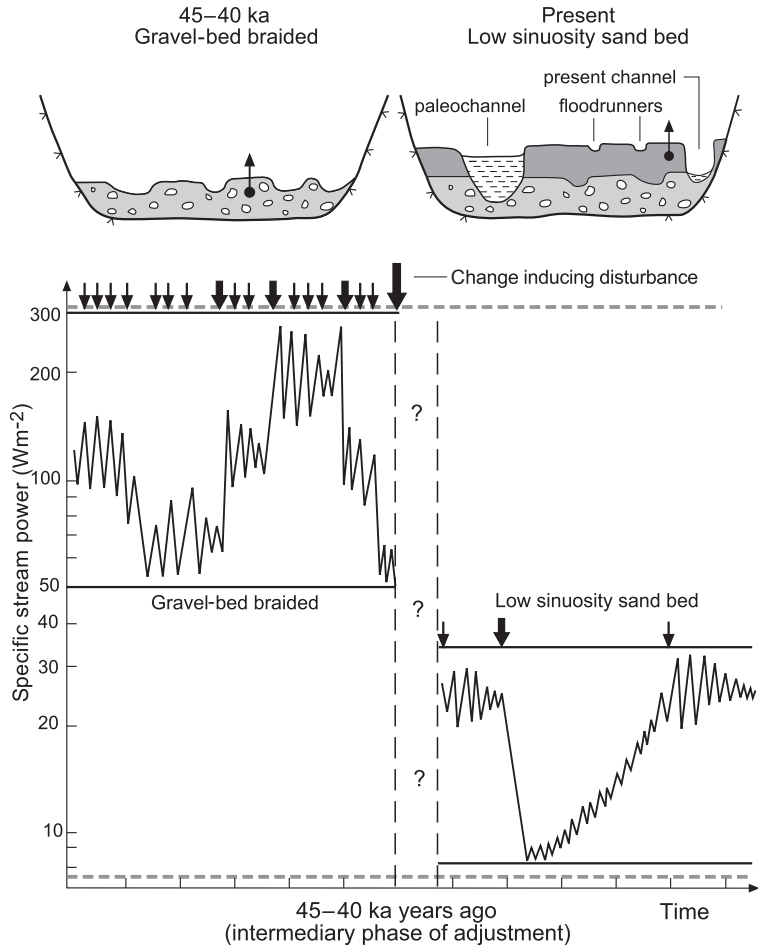 45–40 ka
Gravel-bed braided
Present
Low sinuosity sand bed
present channel
paleochannel
floodrunners
Change inducing disturbance
300
200
100
50
40
30
20
10
Specific stream power (Wm-2)
?
?
?
Gravel-bed braided
Low sinuosity sand bed
45–40 ka years ago
(intermediary phase of adjustment)
Time